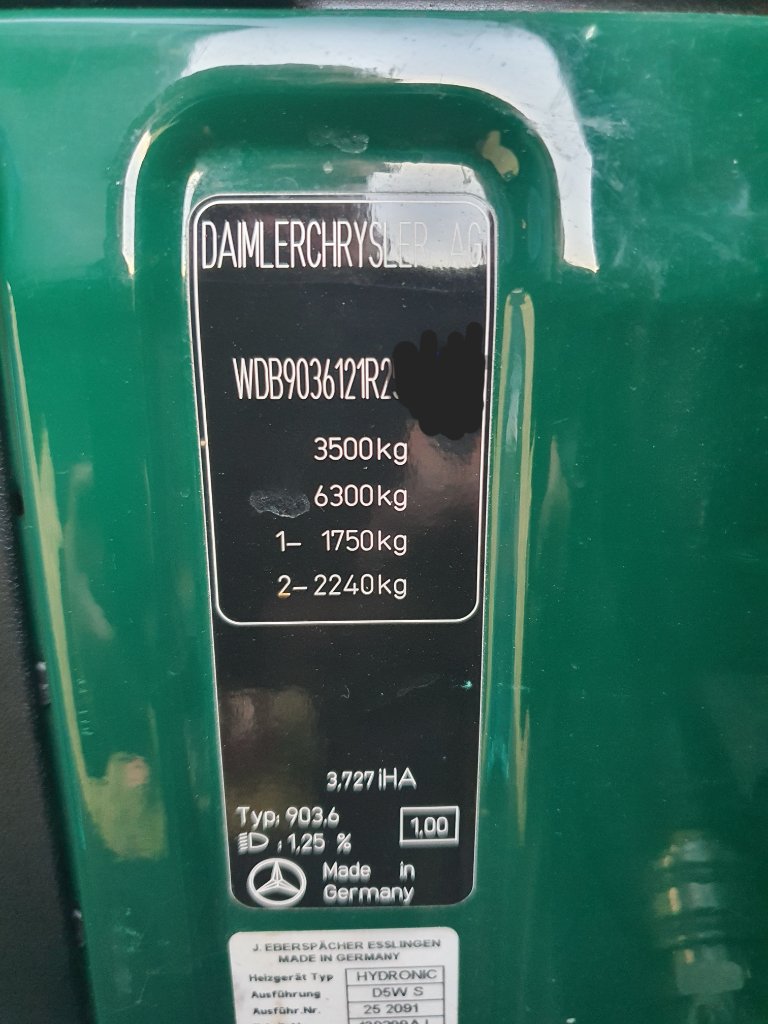 DAIMLERCHRYSLER AG
WDB9036121R2
3500kg
6300kg
1- 1750kg
2-2240kg
3,727 iHA
Typ: 903,6
1,00
: 1,25 %
Made in
Germany
J. EBERSPÄCHER ESSLINGEN
MADE IN GERMANY
Heizgerät Typ HYDRONIC
Ausführung D5W S
Ausführ.Nr. 25 2091